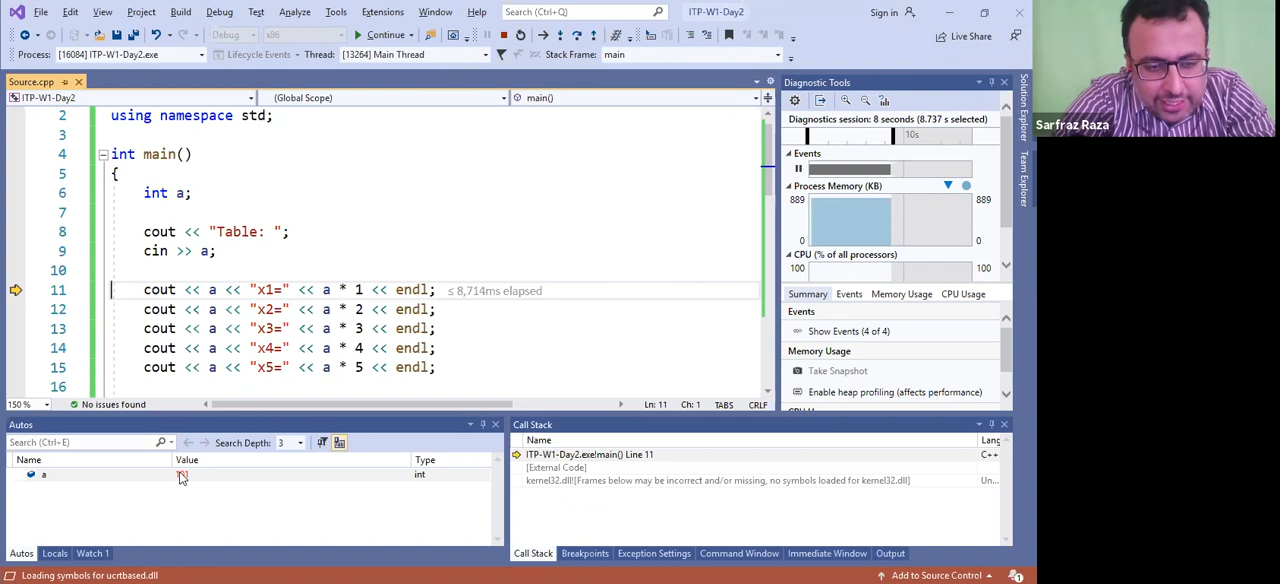 File Edit View Project Build Debug Test Analyze Tools Extensions Window Help Search (Ctrl+Q) ITP-W1-Day2 Sign in
Debug x86 Continue Live Share
Process: [16084] ITP-W1-Day2.exe Lifecycle Events Thread: [13264] Main Thread Stack Frame: main
Source.cpp
ITP-W1-Day2 (Global Scope) main()
2 using namespace std;
3
4 int main()
5 {
6 int a;
7
8 cout << "Table: ";
9 cin >> a;
10
11 cout << a << "x1=" << a * 1 << endl; ≤ 8,714ms elapsed
12 cout << a << "x2=" << a * 2 << endl;
13 cout << a << "x3=" << a * 3 << endl;
14 cout << a << "x4=" << a * 4 << endl;
15 cout << a << "x5=" << a * 5 << endl;
16
150 % No issues found Ln: 11 Ch: 1 TABS CRLF
Diagnostic Tools
Diagnostics session: 8 seconds (8.737 s selected)
10s
Events
Process Memory (KB)
889 889
0 0
CPU (% of all processors)
100 100
Summary Events Memory Usage CPU Usage
Events
Show Events (4 of 4)
Memory Usage
Take Snapshot
Enable heap profiling (affects performance)
Solution Explorer
Team Explorer
Sarfraz Raza
Autos
Search (Ctrl+E) Search Depth: 3
Name Value Type
a int
Autos Locals Watch 1
Call Stack
Name Lang
ITP-W1-Day2.exe!main() Line 11 C++
[External Code]
kernel32.dll![Frames below may be incorrect and/or missing, no symbols loaded for kernel32.dll] Un...
Call Stack Breakpoints Exception Settings Command Window Immediate Window Output
Loading symbols for ucrtbased.dll Add to Source Control 1